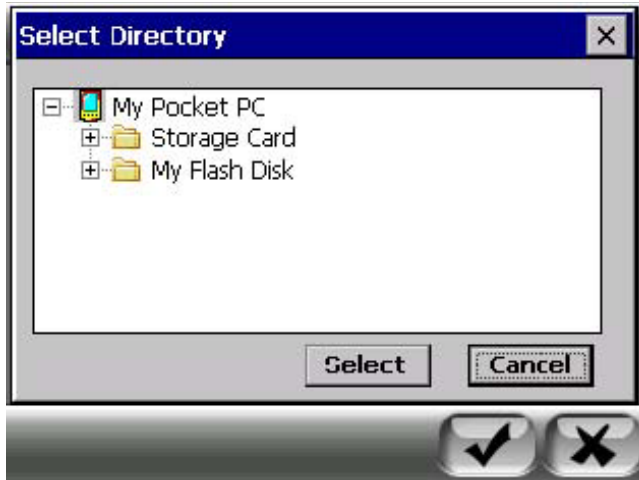 Select Directory
My Pocket PC
Storage Card
My Flash Disk
Select Cancel